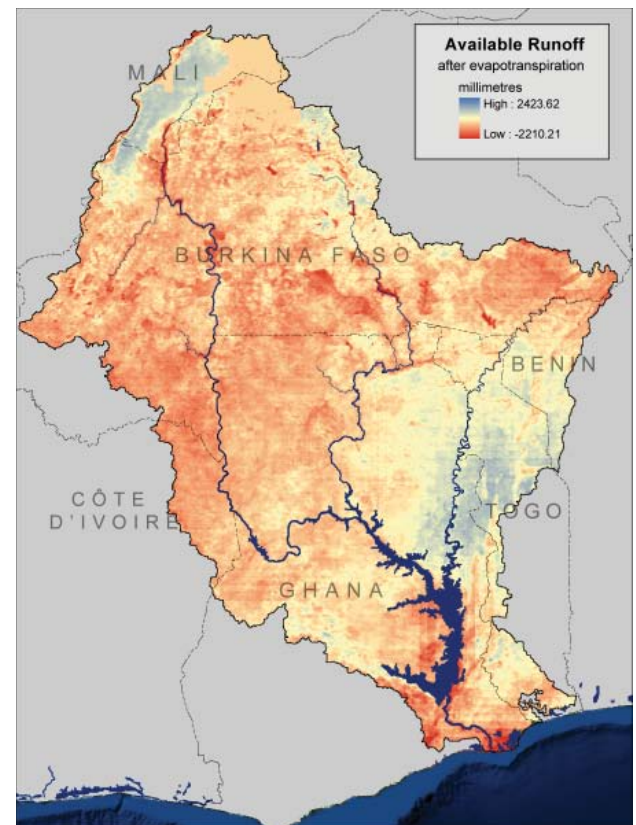 Available Runoff
after evapotranspiration
millimetres
High : 2423.62
Low : -2210.21
MALI
BURKINA FASO
BENIN
CÔTE
D'IVOIRE
TOGO
GHANA